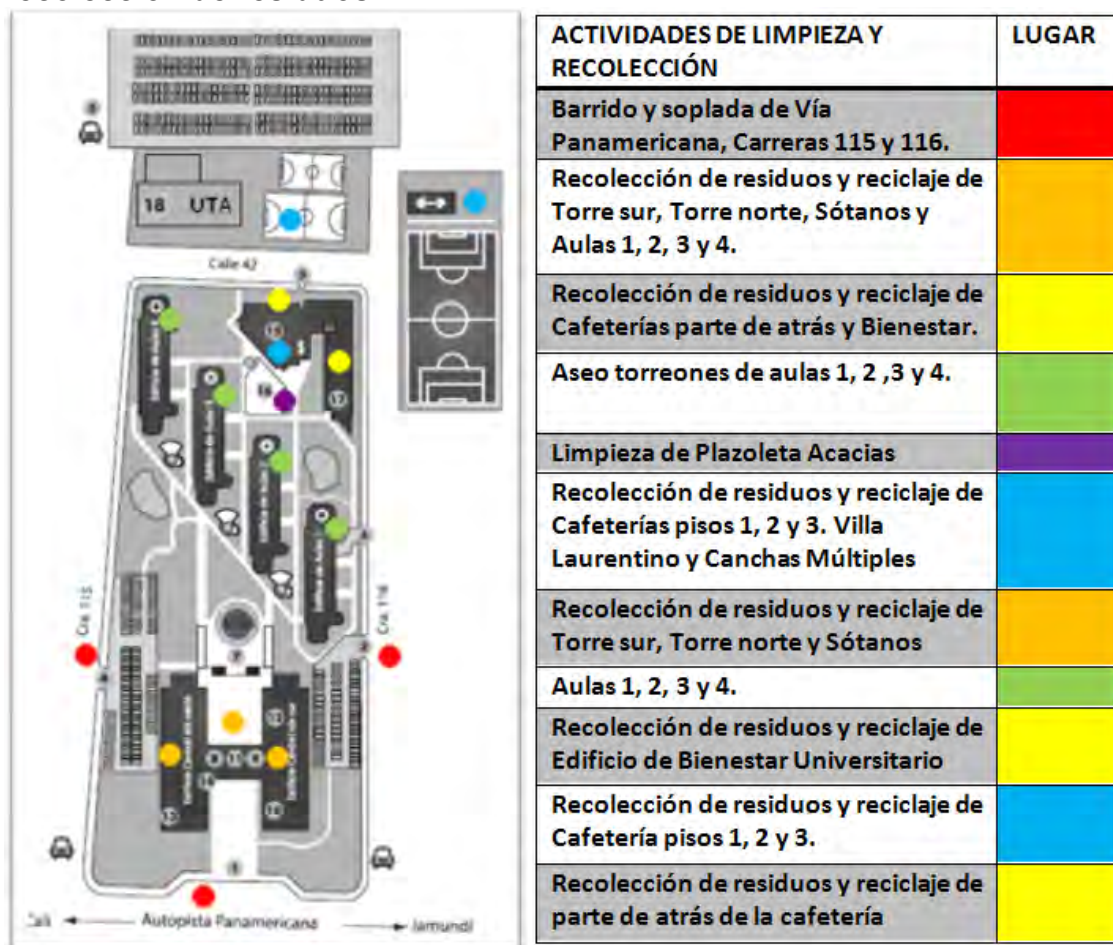 18 UTA
Calle 42
16
Cra. 115
Cra. 116
Autopista Panamericana
Jamundí
ACTIVIDADES DE LIMPIEZA Y
RECOLECCIÓN
LUGAR
Barrido y soplada de Vía
Panamericana, Carreras 115 y 116.
Recolección de residuos y reciclaje de
Torre sur, Torre norte, Sótanos y
Aulas 1, 2, 3 y 4.
Recolección de residuos y reciclaje de
Cafeterías parte de atrás y Bienestar.
Aseo torreones de aulas 1, 2 ,3 y 4.
Limpieza de Plazoleta Acacias
Recolección de residuos y reciclaje de
Cafeterías pisos 1, 2 y 3. Villa
Laurentino y Canchas Múltiples
Recolección de residuos y reciclaje de
Torre sur, Torre norte y Sótanos
Aulas 1, 2, 3 y 4.
Recolección de residuos y reciclaje de
Edificio de Bienestar Universitario
Recolección de residuos y reciclaje de
Cafetería pisos 1, 2 y 3.
Recolección de residuos y reciclaje de
parte de atrás de la cafetería